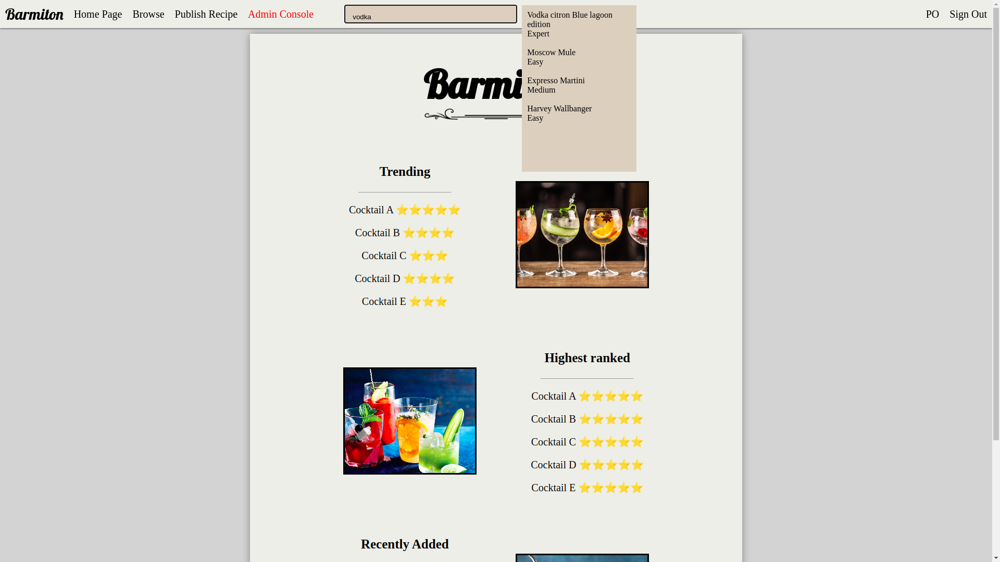 Barmiton Home Page Browse Publish Recipe Admin Console vodka PO Sign Out
Vodka citron Blue lagoon
edition
Expert
Moscow Mule
Easy
Expresso Martini
Medium
Harvey Wallbanger
Easy
Barmi
Trending
Cocktail A ⭐⭐⭐⭐⭐
Cocktail B ⭐⭐⭐⭐
Cocktail C ⭐⭐⭐
Cocktail D ⭐⭐⭐⭐
Cocktail E ⭐⭐⭐
Highest ranked
Cocktail A ⭐⭐⭐⭐⭐
Cocktail B ⭐⭐⭐⭐⭐
Cocktail C ⭐⭐⭐⭐⭐
Cocktail D ⭐⭐⭐⭐⭐
Cocktail E ⭐⭐⭐⭐⭐
Recently Added